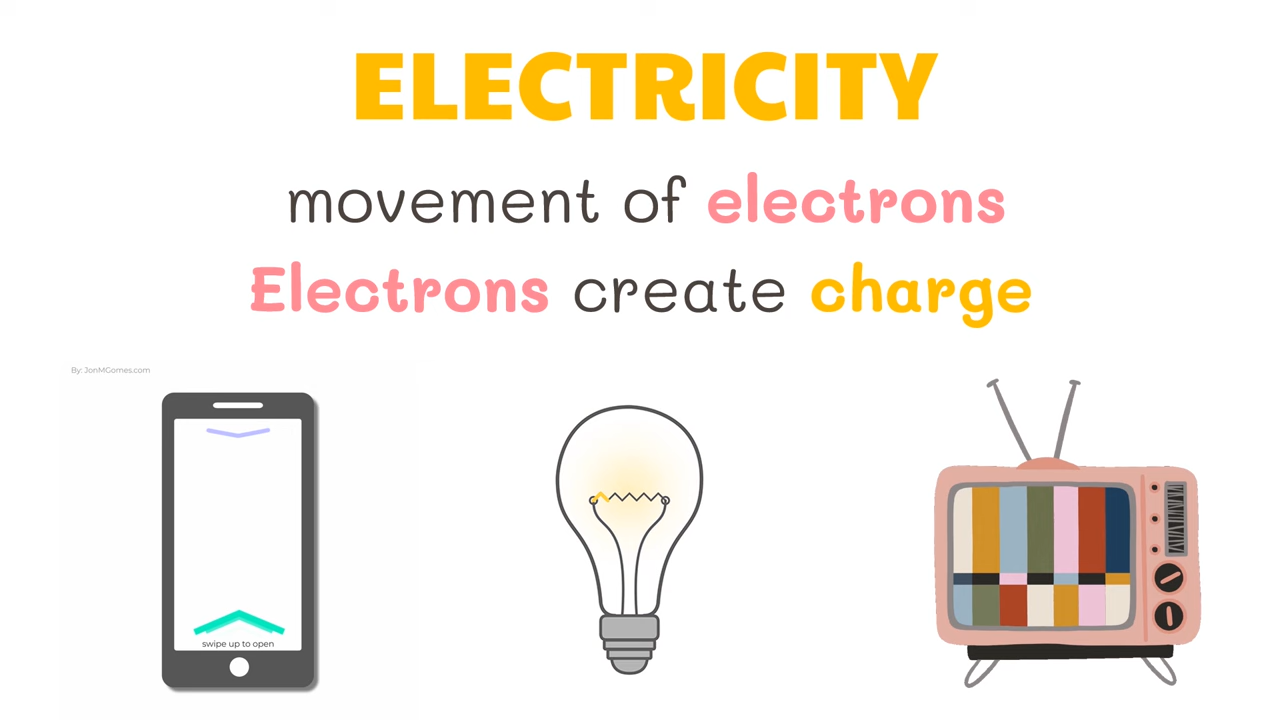 ELECTRICITY
movement of electrons
Electrons create charge
By: JonMGomes.com
swipe up to open